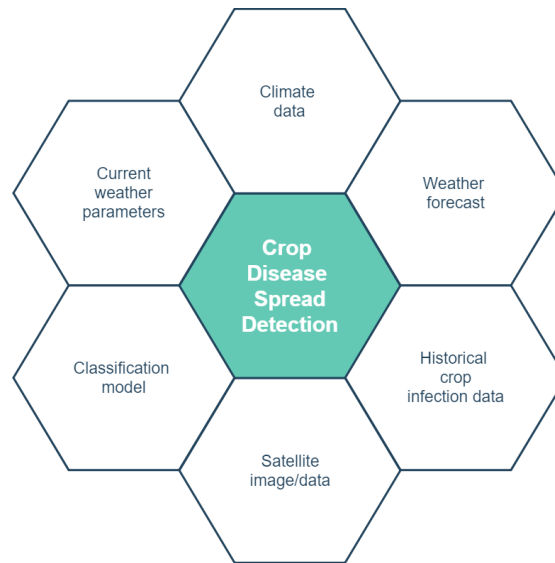 Climate
data
Current
weather
parameters
Weather
forecast
Crop
Disease
Spread
Detection
Classification
model
Historical
crop
infection data
Satellite
image/data